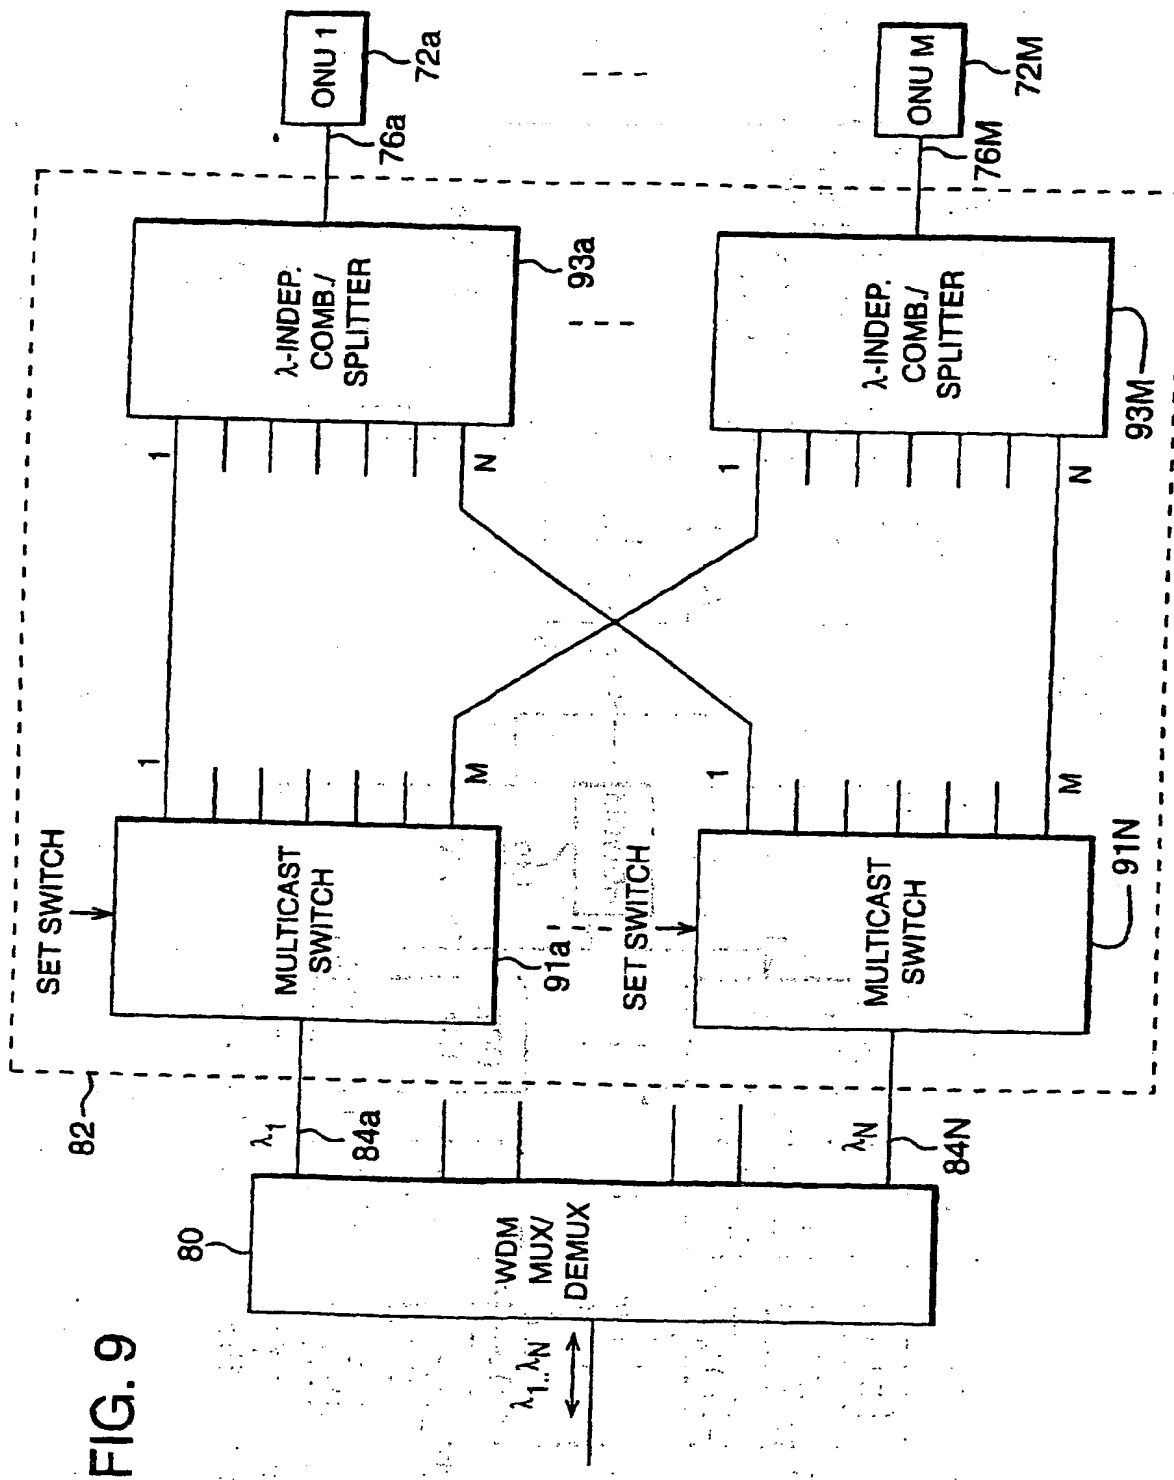 FIG. 9
λ1..λN
80
WDM
MUX/
DEMUX
82
λ1
84a
λN
84N
SET SWITCH
MULTICAST
SWITCH
91a
SET SWITCH
MULTICAST
SWITCH
91N
1
M
1
M
1
N
1
N
λ-INDEP.
COMB./
SPLITTER
93a
λ-INDEP.
COMB./
SPLITTER
93M
76a
ONU 1
72a
76M
ONU M
72M